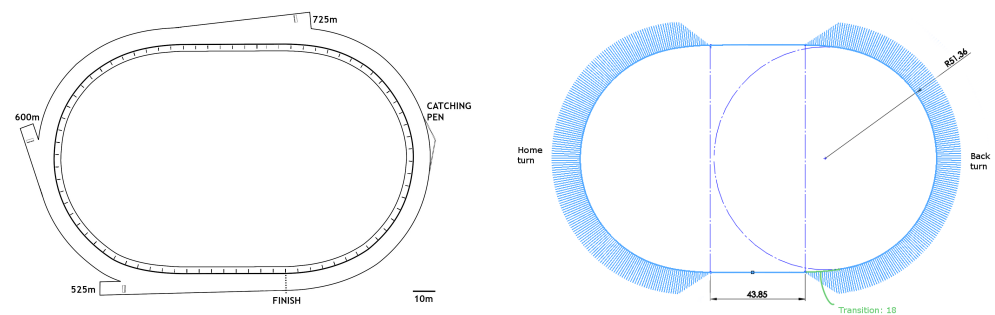 725m
600m
CATCHING
PEN
525m
FINISH
10m
R51.36
Home
turn
Back
turn
43.85
Transition: 18